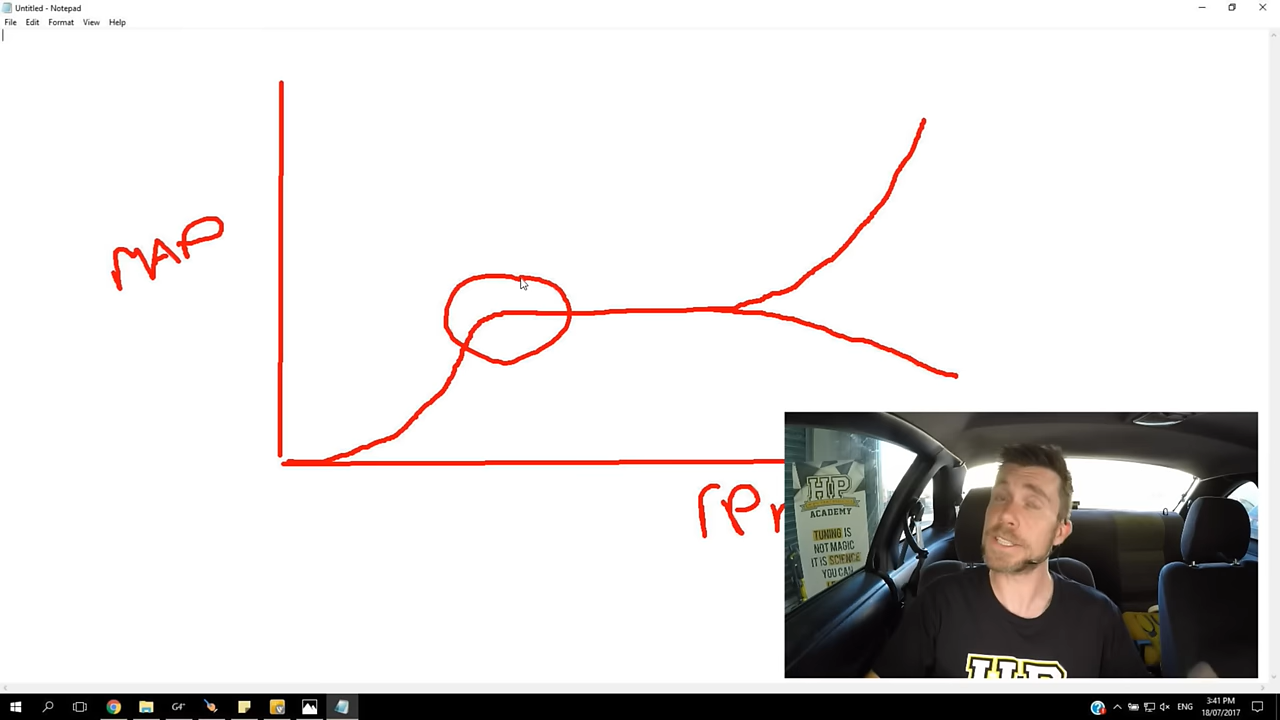 Untitled - Notepad
File Edit Format View Help
MAP
HP
ACADEMY
TUNING IS
NOT MAGIC
IT IS SCIENCE
YOU CAN
HP
ENG
3:41 PM
18/07/2017